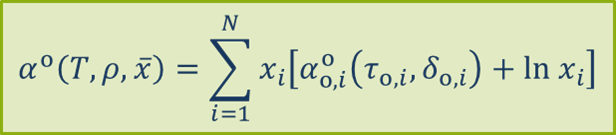 α°(T, ρ, x̄) = ∑_{i=1}^{N} x_i[α°_{o,i}(τ_{o,i}, δ_{o,i}) + ln x_i]